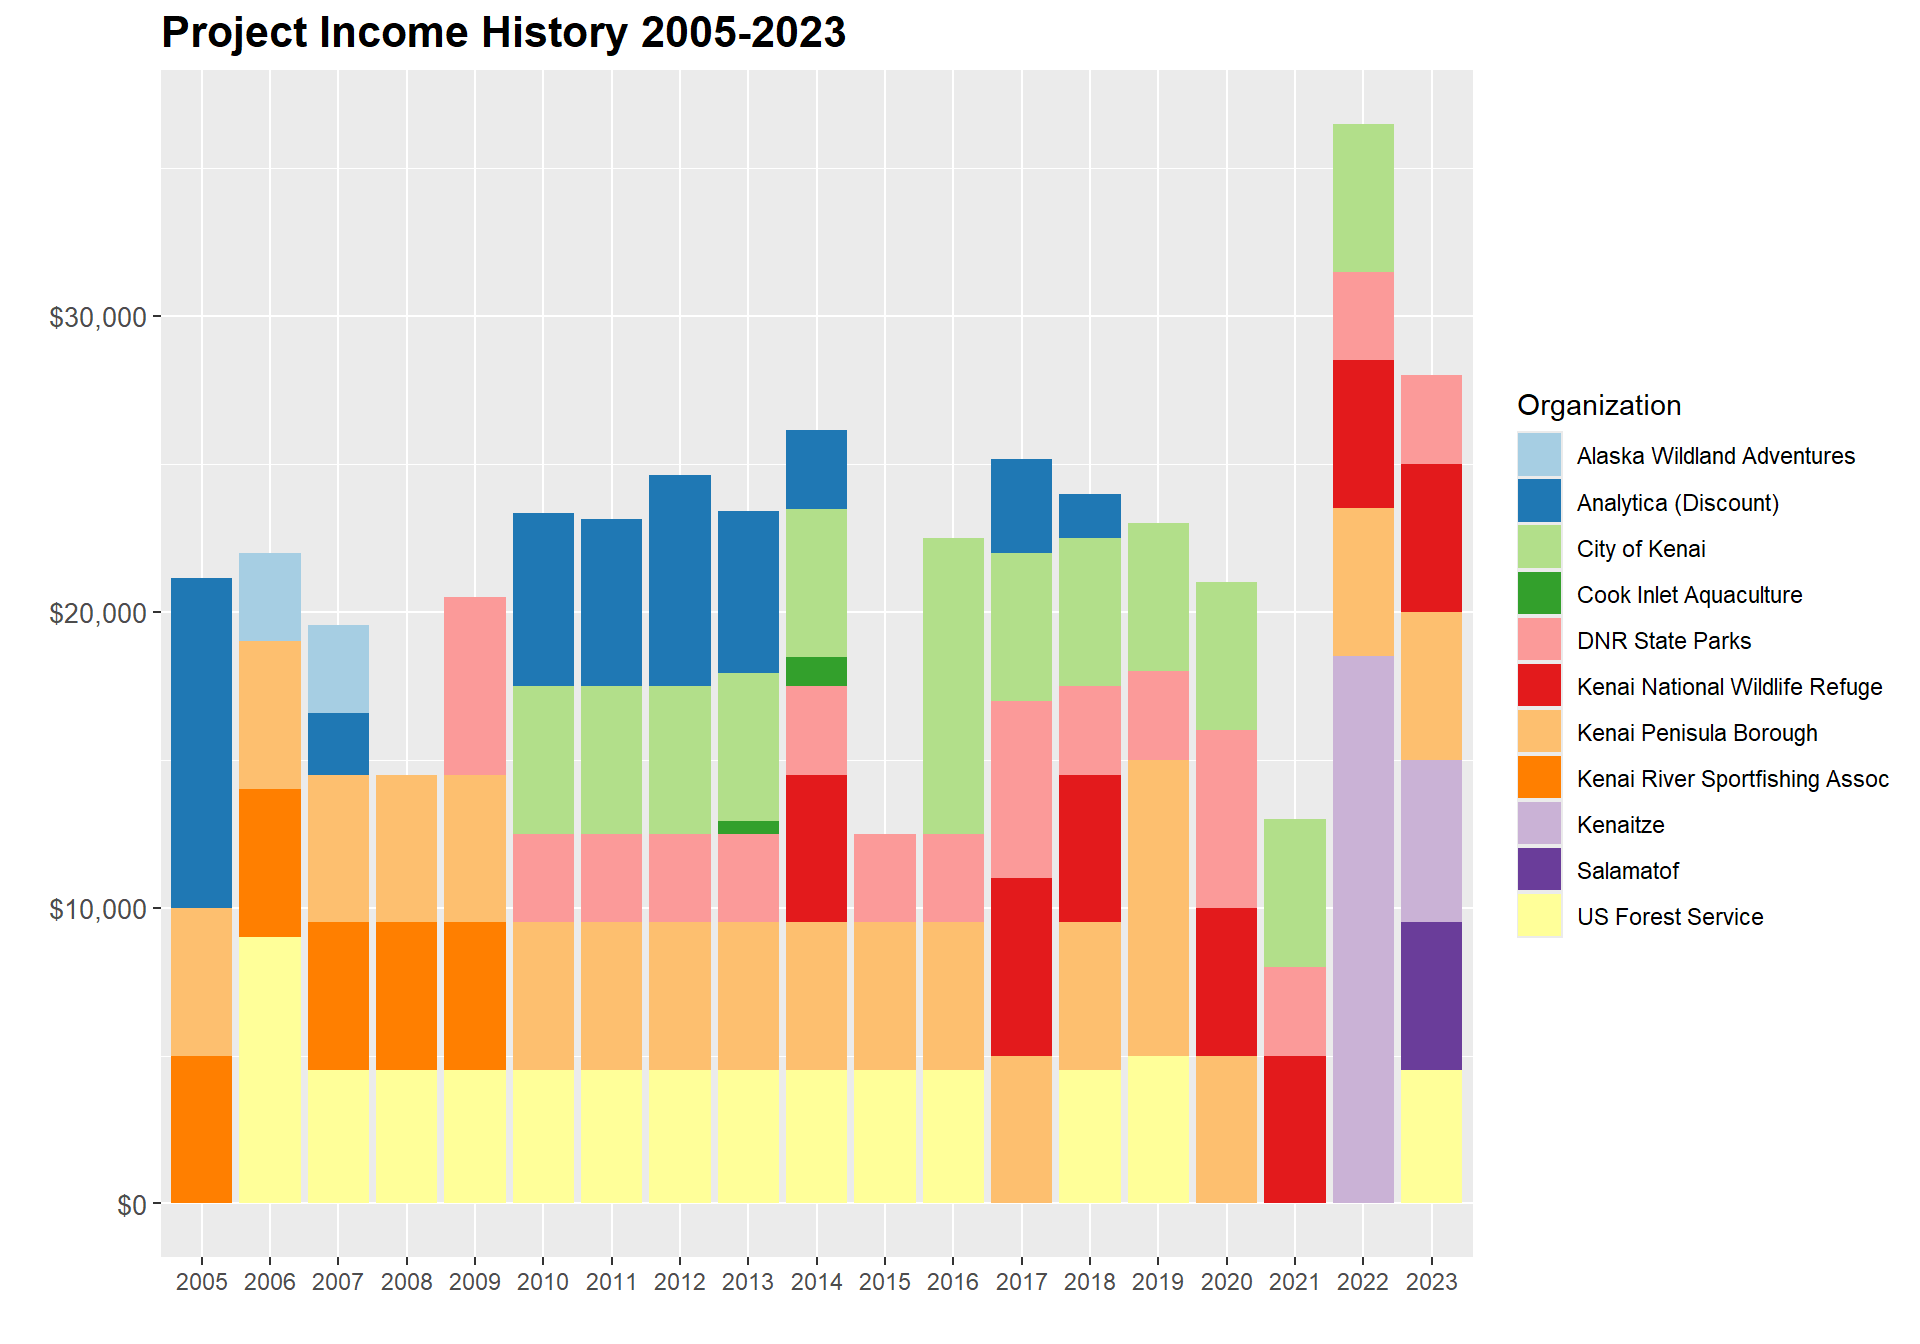 Project Income History 2005-2023
$30,000
$20,000
$10,000
$0
2005 2006 2007 2008 2009 2010 2011 2012 2013 2014 2015 2016 2017 2018 2019 2020 2021 2022 2023
Organization
Alaska Wildland Adventures
Analytica (Discount)
City of Kenai
Cook Inlet Aquaculture
DNR State Parks
Kenai National Wildlife Refuge
Kenai Penisula Borough
Kenai River Sportfishing Assoc
Kenaitze
Salamatof
US Forest Service